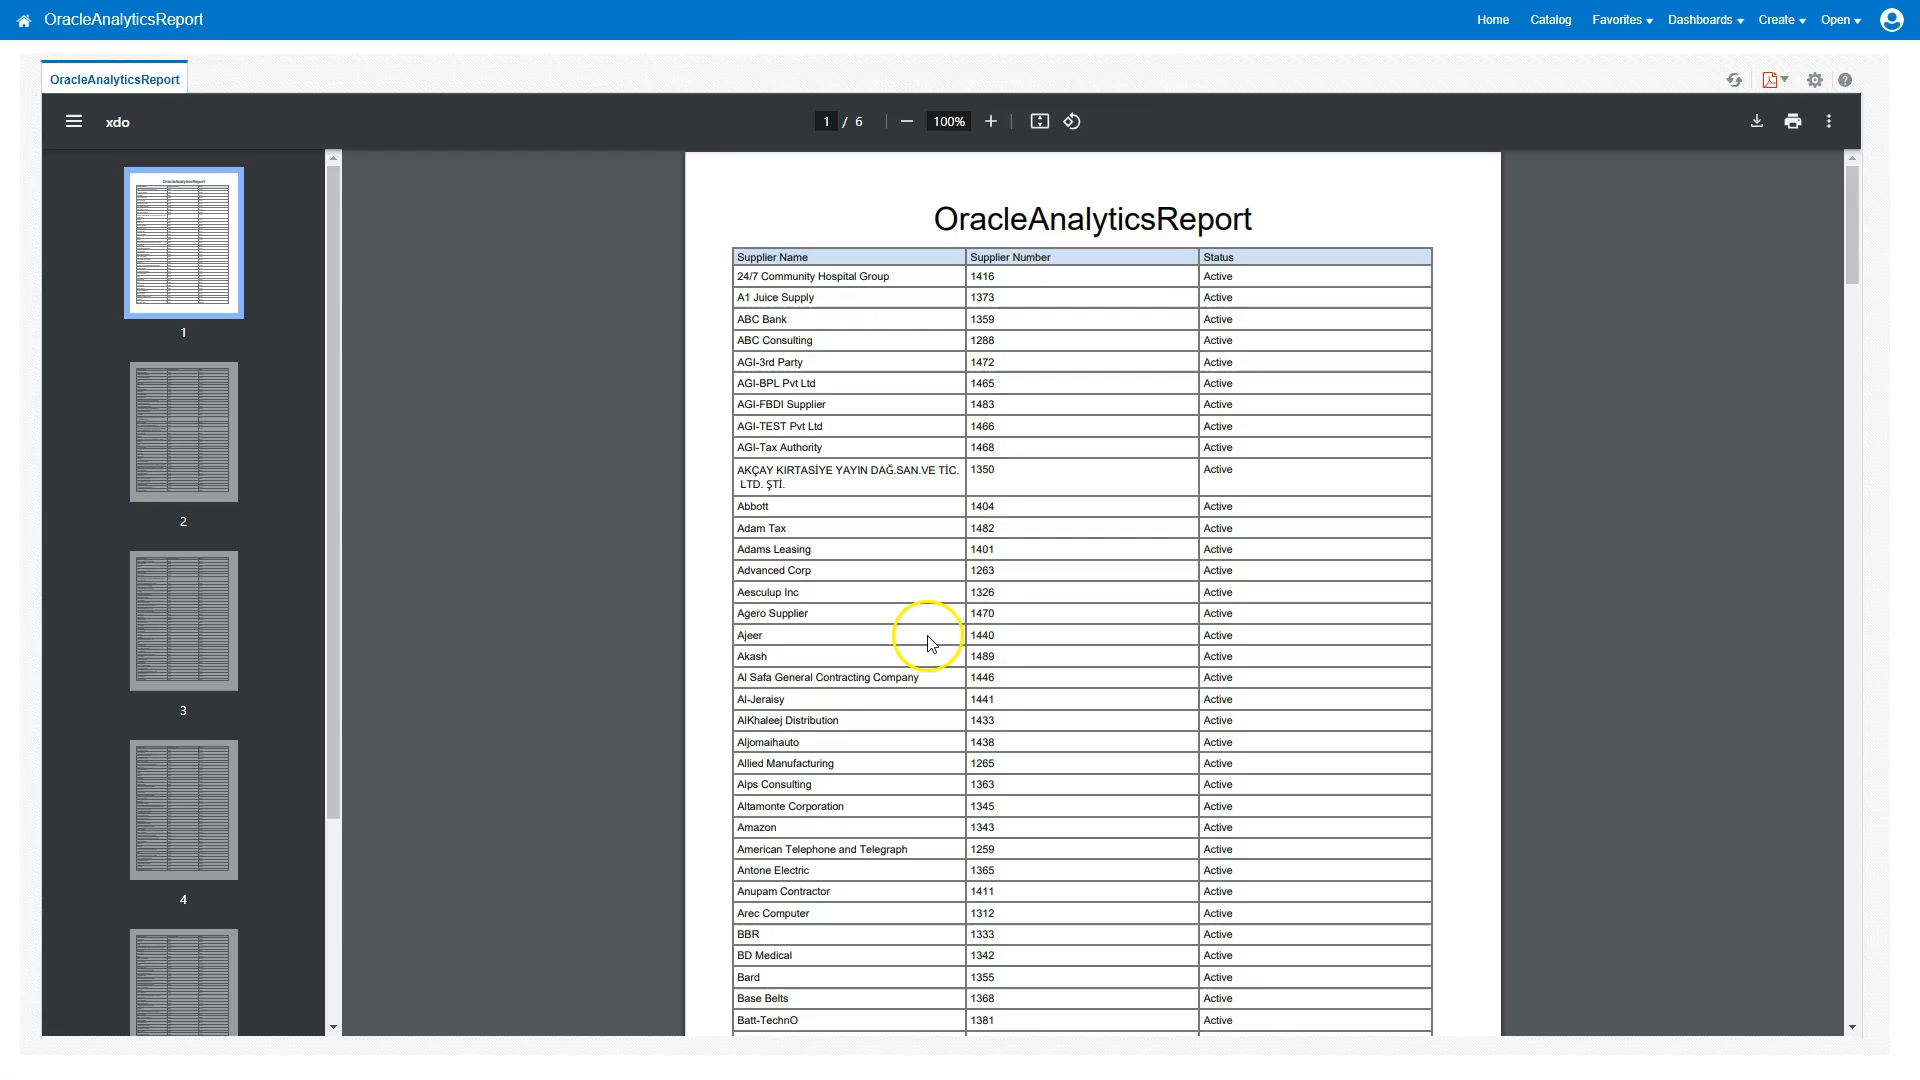 OracleAnalyticsReport
Home Catalog Favorites Dashboards Create Open
OracleAnalyticsReport
xdo
1 / 6
100%
1
2
3
4
OracleAnalyticsReport
Supplier Name Supplier Number Status
24/7 Community Hospital Group 1416 Active
A1 Juice Supply 1373 Active
ABC Bank 1359 Active
ABC Consulting 1288 Active
AGI-3rd Party 1472 Active
AGI-BPL Pvt Ltd 1465 Active
AGI-FBDI Supplier 1483 Active
AGI-TEST Pvt Ltd 1466 Active
AGI-Tax Authority 1468 Active
AKÇAY KIRTASİYE YAYIN DAĞ.SAN.VE TİC. 1350 Active
LTD. ŞTİ.
Abbott 1404 Active
Adam Tax 1482 Active
Adams Leasing 1401 Active
Advanced Corp 1263 Active
Aesculup Inc 1326 Active
Agero Supplier 1470 Active
Ajeer 1440 Active
Akash 1489 Active
Al Safa General Contracting Company 1446 Active
Al-Jeraisy 1441 Active
AlKhaleej Distribution 1433 Active
Aljomaihauto 1438 Active
Allied Manufacturing 1265 Active
Alps Consulting 1363 Active
Altamonte Corporation 1345 Active
Amazon 1343 Active
American Telephone and Telegraph 1259 Active
Antone Electric 1365 Active
Anupam Contractor 1411 Active
Arec Computer 1312 Active
BBR 1333 Active
BD Medical 1342 Active
Bard 1355 Active
Base Belts 1368 Active
Batt-TechnO 1381 Active